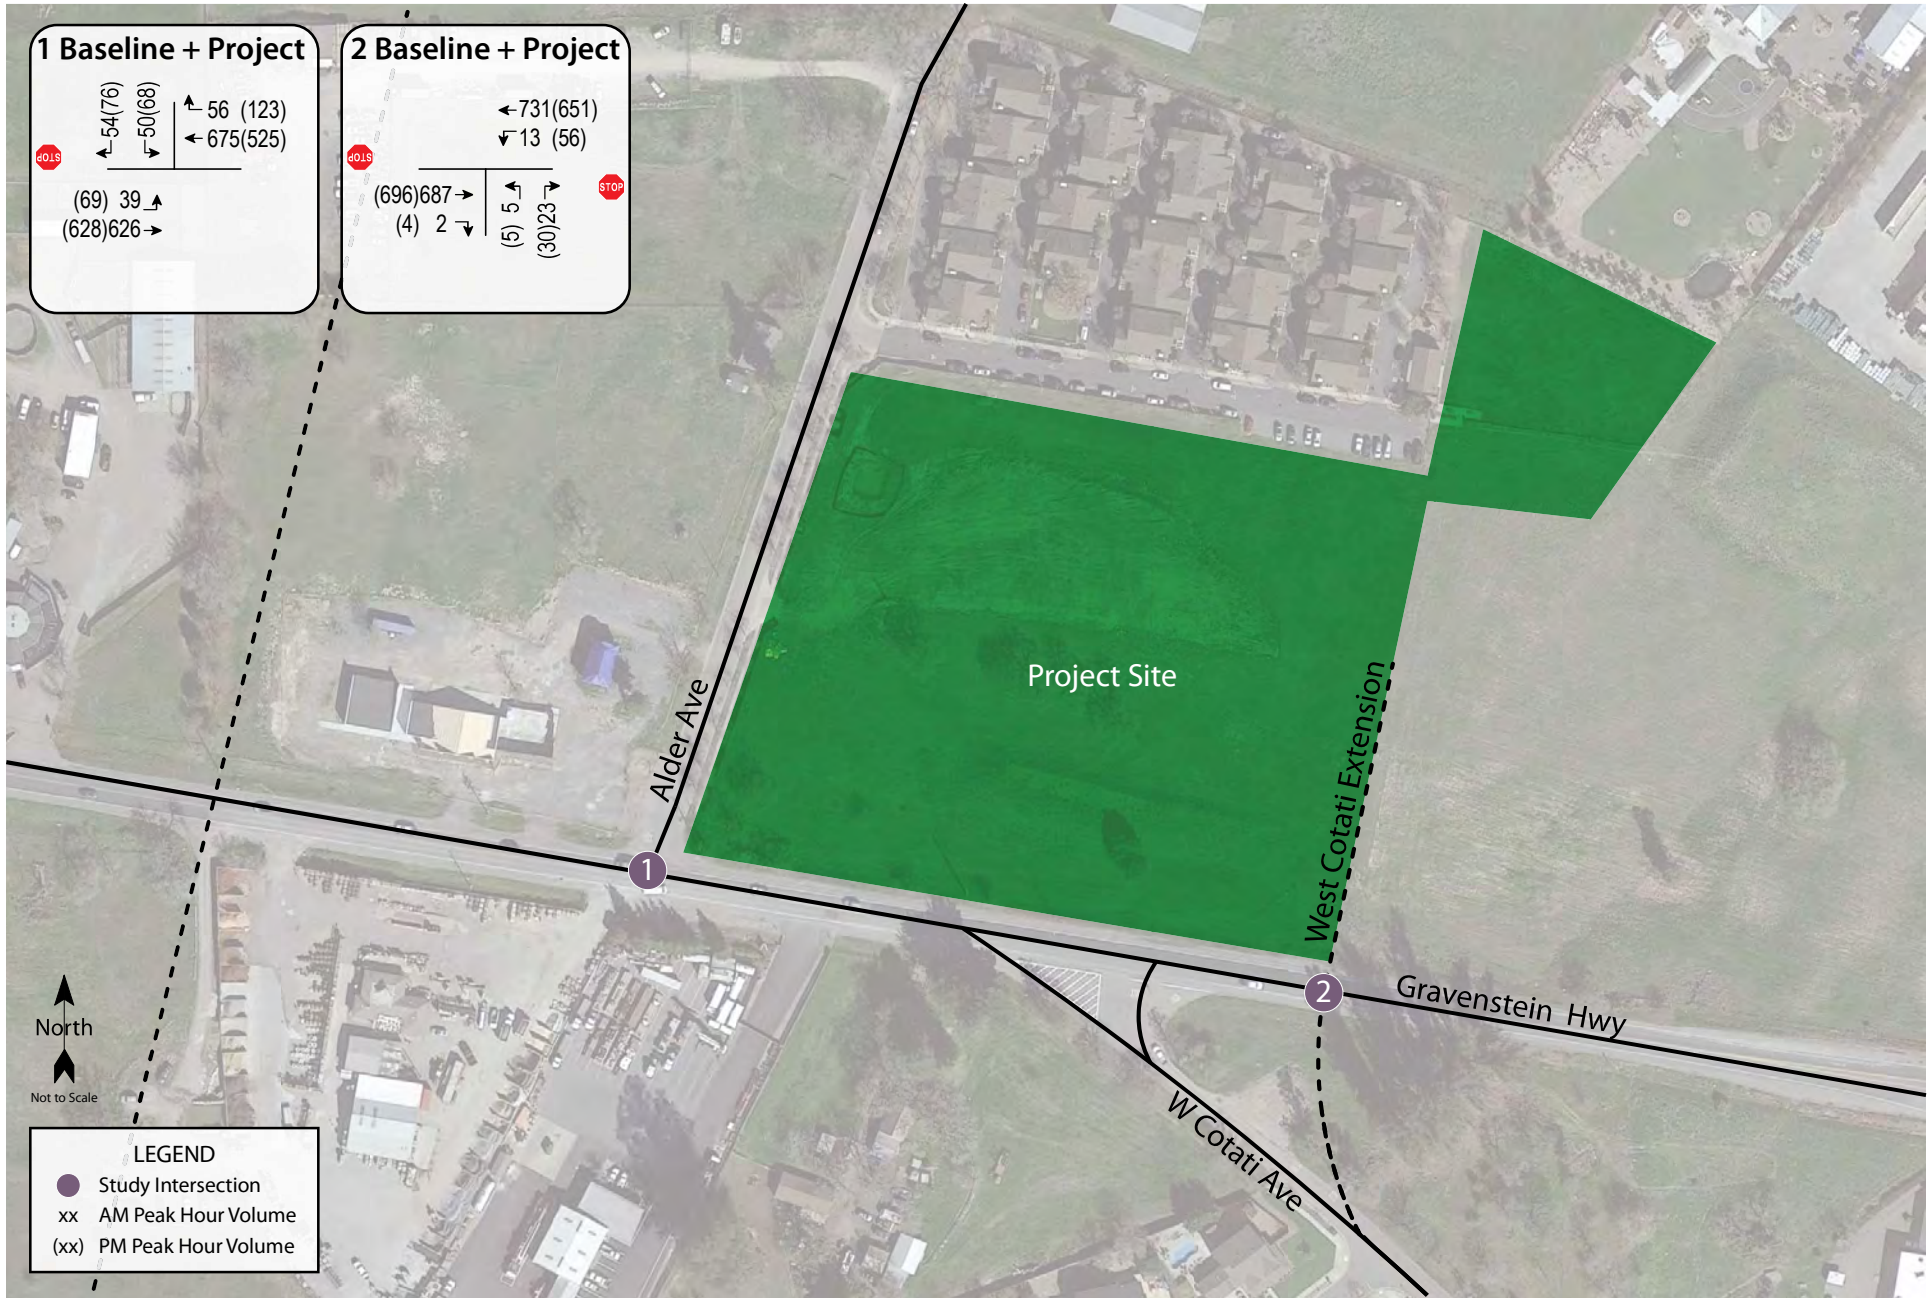 1 Baseline + Project
54(76)
50(68)
56 (123)
675(525)
STOP
(69) 39
(628)626
2 Baseline + Project
731(651)
13 (56)
STOP
STOP
(696)687
(4) 2
(5) 5
(30)23
Project Site
Alder Ave
West Cotati Extension
1
2
Gravenstein Hwy
W Cotati Ave
North
Not to Scale
LEGEND
Study Intersection
xx AM Peak Hour Volume
(xx) PM Peak Hour Volume